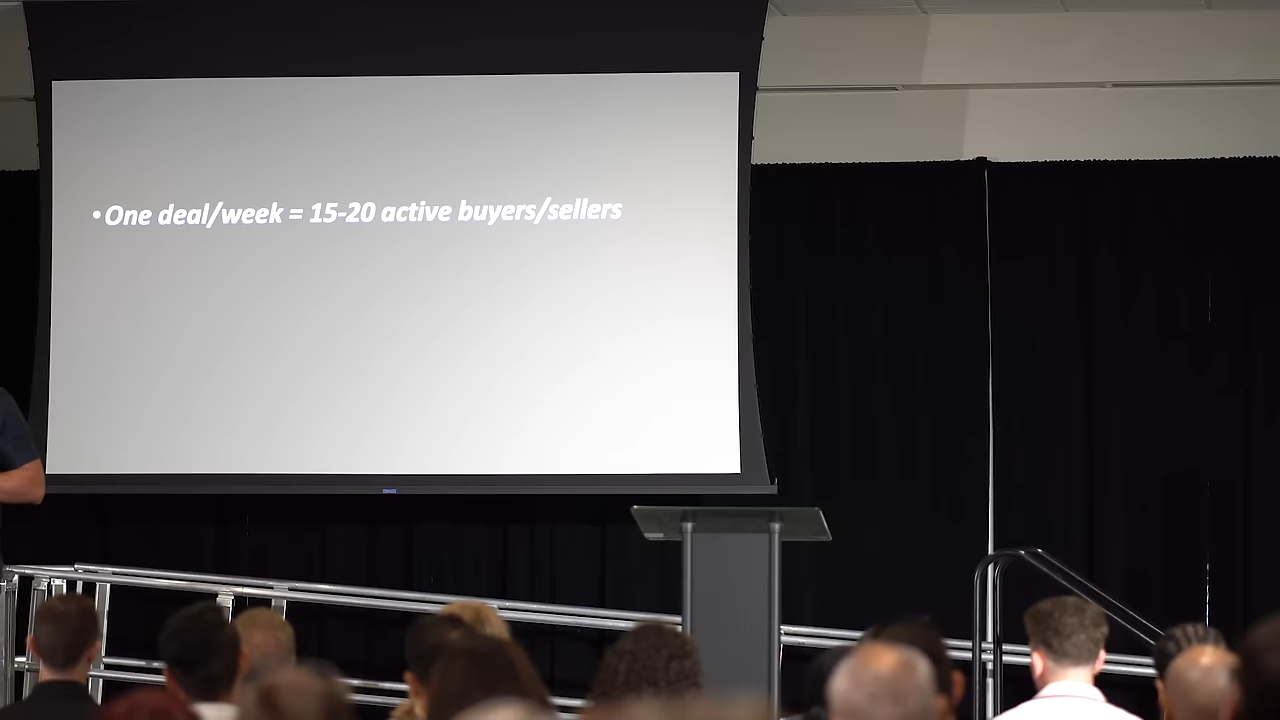 • One deal/week = 15-20 active buyers/sellers